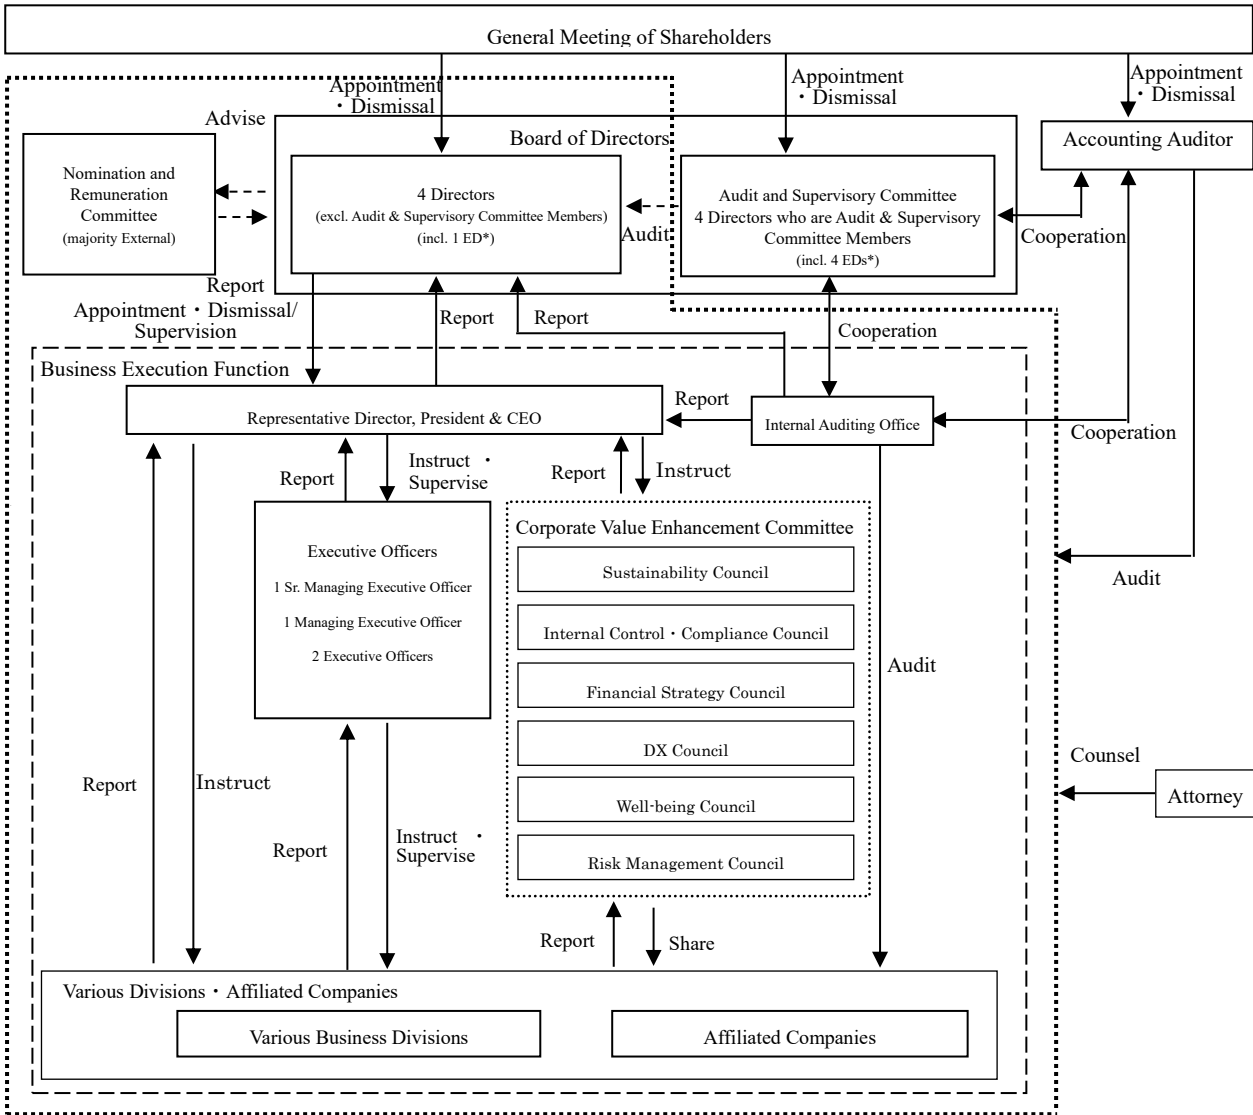 General Meeting of Shareholders
Appointment
・Dismissal
Appointment
・Dismissal
Appointment
・Dismissal
Advise
Board of Directors
Accounting Auditor
Nomination and
Remuneration
Committee
(majority External)
4 Directors
(excl. Audit & Supervisory Committee Members)
(incl. 1 ED*)
Audit
Audit and Supervisory Committee
4 Directors who are Audit & Supervisory
Committee Members
(incl. 4 EDs*)
Cooperation
Report
Appointment・Dismissal/
Supervision
Report
Report
Cooperation
Business Execution Function
Representative Director, President & CEO
Report
Internal Auditing Office
Cooperation
Report
Instruct・
Supervise
Report
Instruct
Executive Officers
1 Sr. Managing Executive Officer
1 Managing Executive Officer
2 Executive Officers
Corporate Value Enhancement Committee
Sustainability Council
Internal Control・Compliance Council
Financial Strategy Council
DX Council
Well-being Council
Risk Management Council
Audit
Audit
Counsel
Attorney
Report
Instruct
Report
Instruct ・
Supervise
Report
Share
Various Divisions・Affiliated Companies
Various Business Divisions
Affiliated Companies